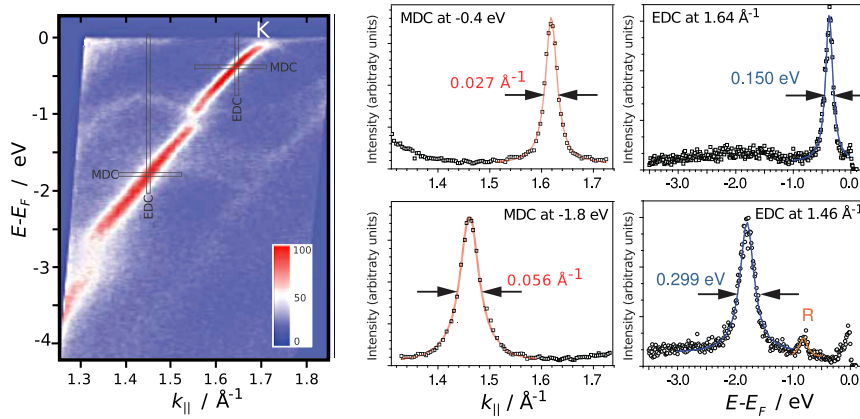 K
0
-1
-2
-3
-4
E-E_F / eV
MDC
EDC
MDC
EDC
100
50
0
1.3
1.4
1.5
1.6
1.7
1.8
k_|| / Å⁻¹
MDC at -0.4 eV
0.027 Å⁻¹
Intensity (arbitraty units)
1.4
1.5
1.6
1.7
EDC at 1.64 Å⁻¹
0.150 eV
Intensity (arbitraty units)
-3.0
-2.0
-1.0
0.0
MDC at -1.8 eV
0.056 Å⁻¹
Intensity (arbitraty units)
1.4
1.5
1.6
1.7
k_|| / Å⁻¹
EDC at 1.46 Å⁻¹
0.299 eV
R
Intensity (arbitraty units)
-3.0
-2.0
-1.0
0.0
E-E_F / eV